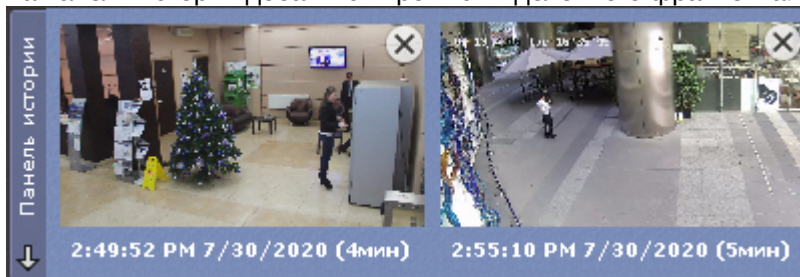 Панель истории
2:49:52 PM 7/30/2020 (4мин)
2:55:10 PM 7/30/2020 (5мин)